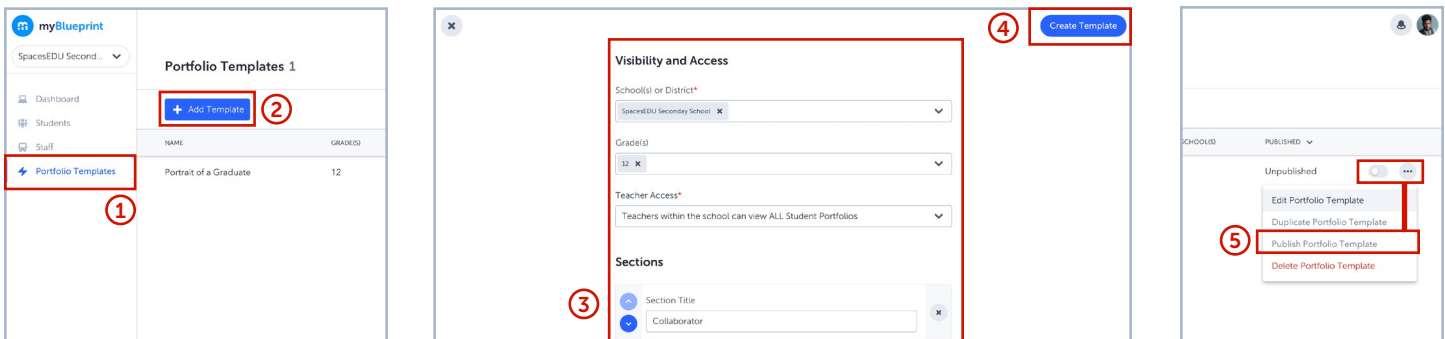 myBlueprint
SpacesEDU Second...
Dashboard
Students
Staff
Portfolio Templates
1
Portfolio Templates 1
+ Add Template
2
NAME GRADE(S)
Portrait of a Graduate 12
4
Create Template
Visibility and Access
School(s) or District*
SpacesEDU Seconday School ×
Grade(s)
12 ×
Teacher Access*
Teachers within the school can view ALL Student Portfolios
Sections
3
Section Title
Collaborator
SCHOOL(S) PUBLISHED
Unpublished
Edit Portfolio Template
Duplicate Portfolio Template
5
Publish Portfolio Template
Delete Portfolio Template